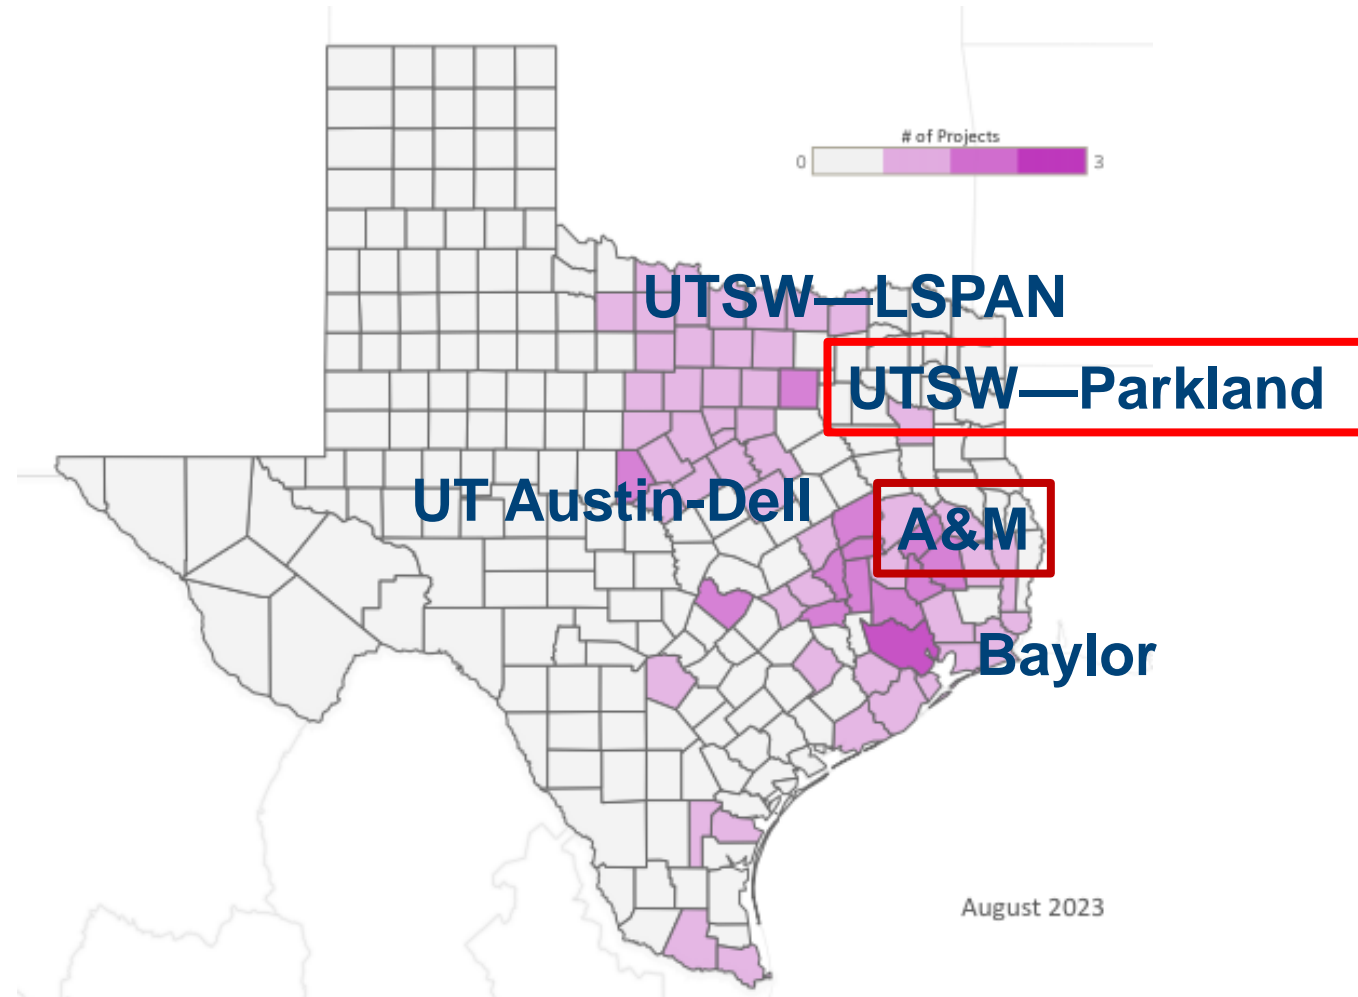 # of Projects
0
3
UTSW—LSPAN
UTSW—Parkland
UT Austin-Dell
A&M
Baylor
August 2023